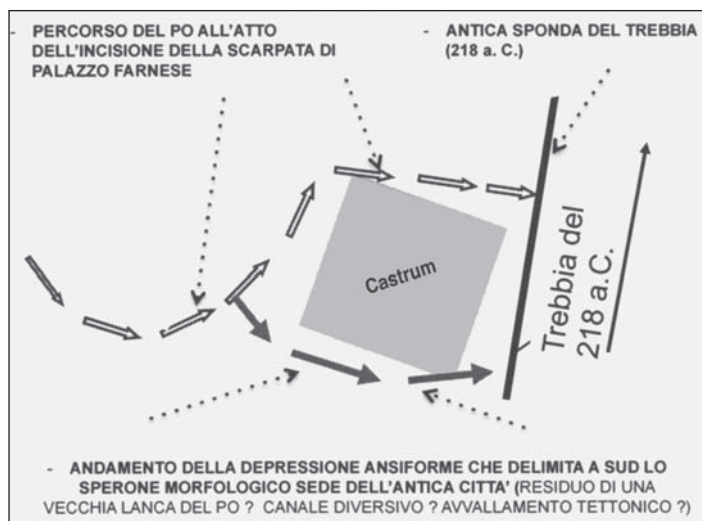 - PERCORSO DEL PO ALL'ATTO
DELL'INCISIONE DELLA SCARPATA DI
PALAZZO FARNESE
- ANTICA SPONDA DEL TREBBIA
(218 a. C.)
Castrum
Trebbia del
218 a.C.
- ANDAMENTO DELLA DEPRESSIONE ANSIFORME CHE DELIMITA A SUD LO
SPERONE MORFOLOGICO SEDE DELL'ANTICA CITTA' (RESIDUO DI UNA
VECCHIA LANCA DEL PO ? CANALE DIVERSIVO ? AVVALLAMENTO TETTONICO ?)